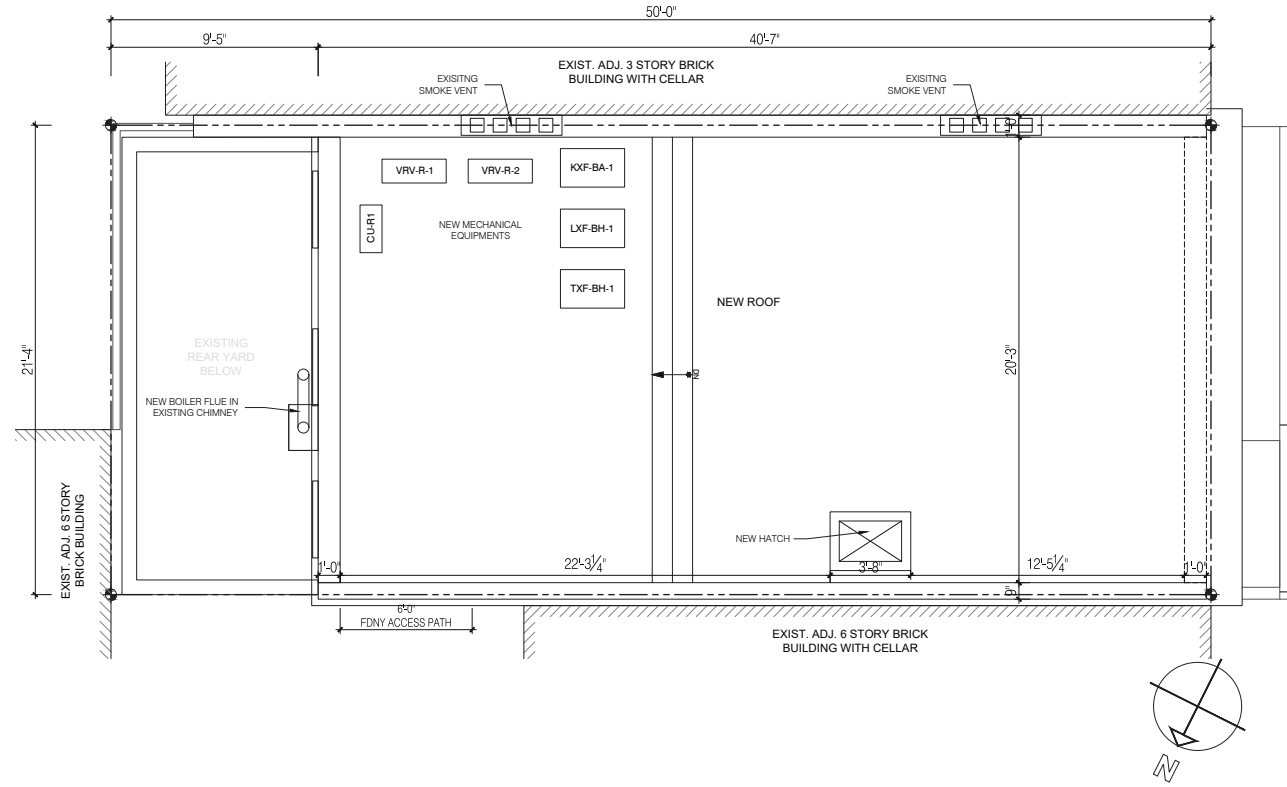 50'-0"
9'-5"
40'-7"
EXIST. ADJ. 3 STORY BRICK
BUILDING WITH CELLAR
EXISITNG
SMOKE VENT
EXISITNG
SMOKE VENT
VRV-R-1
VRV-R-2
KXF-BA-1
1'-0"
CU-R1
NEW MECHANICAL
EQUIPMENTS
LXF-BH-1
TXF-BH-1
NEW ROOF
EXISTING
REAR YARD
BELOW
21'-4"
20'-3"
DN
NEW BOILER FLUE IN
EXISTING CHIMNEY
EXIST. ADJ. 6 STORY
BRICK BUILDING
NEW HATCH
1'-0"
22'-3¼"
3'-8"
12'-5¼"
1'-0"
9"
6'-0"
FDNY ACCESS PATH
EXIST. ADJ. 6 STORY BRICK
BUILDING WITH CELLAR
N